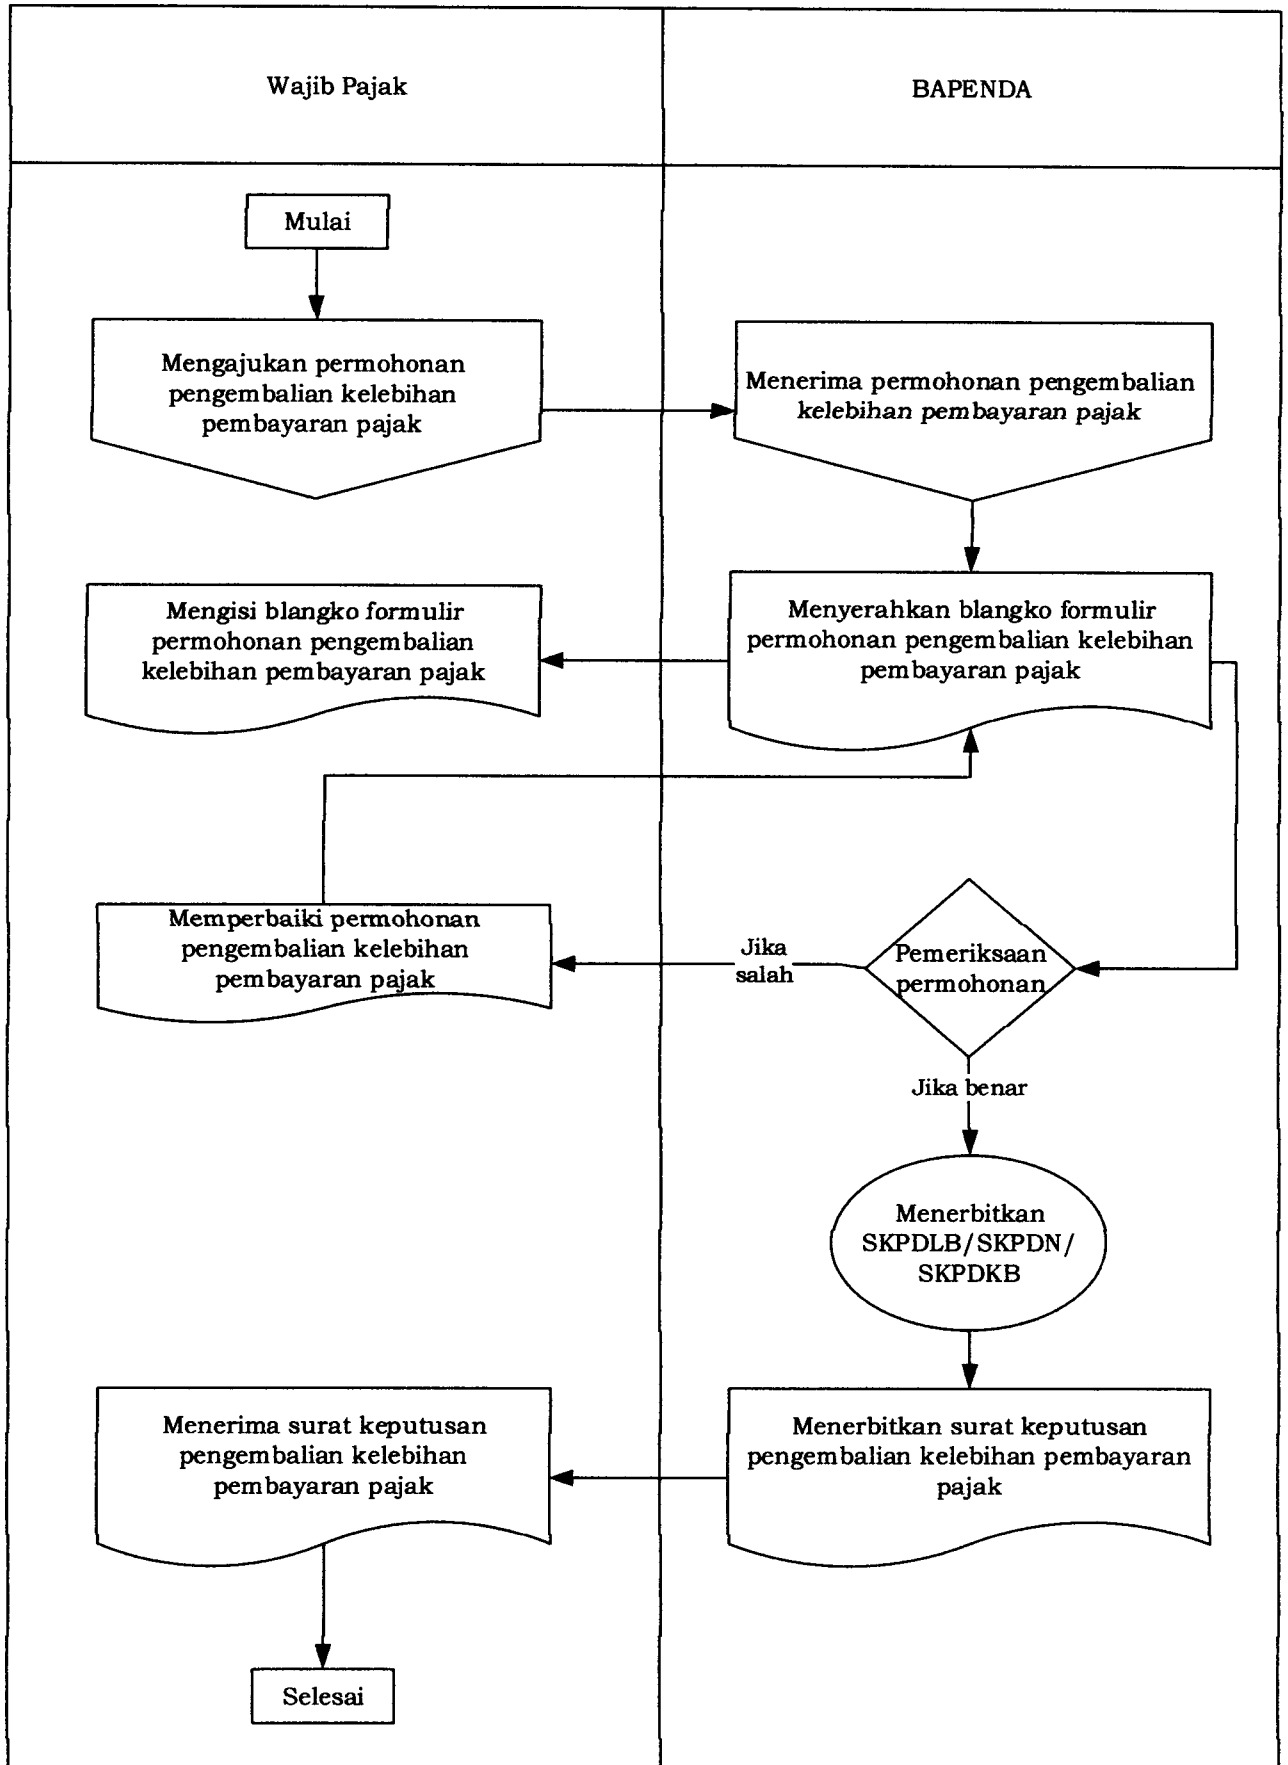 Wajib Pajak
BAPENDA
Mulai
Mengajukan permohonan
pengembalian kelebihan
pembayaran pajak
Menerima permohonan pengembalian
kelebihan pembayaran pajak
Mengisi blangko formulir
permohonan pengembalian
kelebihan pembayaran pajak
Menyerahkan blangko formulir
permohonan pengembalian kelebihan
pembayaran pajak
Memperbaiki permohonan
pengembalian kelebihan
pembayaran pajak
Jika
salah
Pemeriksaan
permohonan
Jika benar
Menerbitkan
SKPDLB/SKPDN/
SKPDKB
Menerima surat keputusan
pengembalian kelebihan
pembayaran pajak
Menerbitkan surat keputusan
pengembalian kelebihan pembayaran
pajak
Selesai